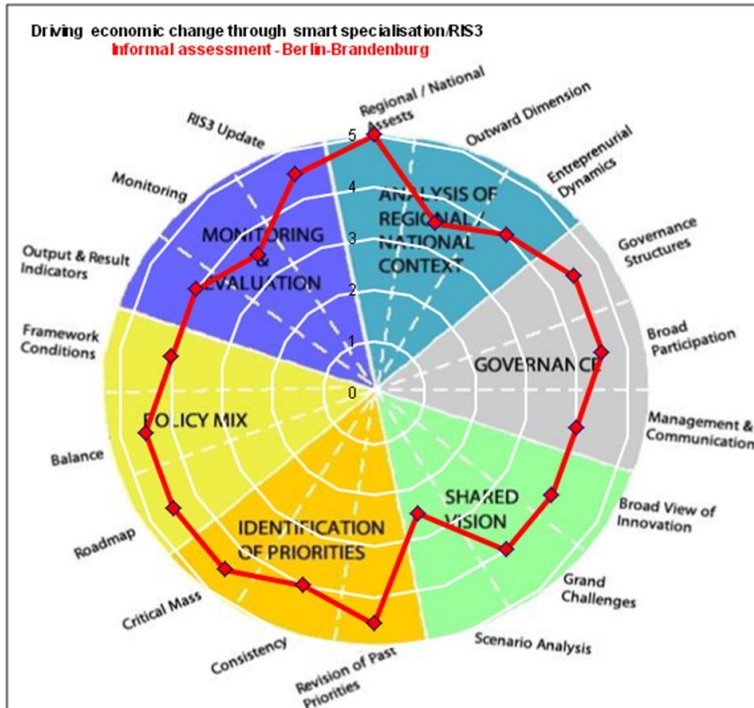 Driving economic change through smart specialisation/RIS3
Informal assessment - Berlin-Brandenburg
Regional / National
Assests
Outward Dimension
Entreprenurial
Dynamics
Governance
Structures
Broad
Participation
Management &
Communication
Broad View of
Innovation
Grand
Challenges
Scenario Analysis
Revision of Past
Priorities
Consistency
Critical Mass
Roadmap
Balance
Framework
Conditions
Output & Result
Indicators
Monitoring
RIS3 Update
ANALYSIS OF
REGIONAL /
NATIONAL
CONTEXT
GOVERNANCE
SHARED
VISION
IDENTIFICATION
OF PRIORITIES
POLICY MIX
MONITORING
&
EVALUATION
5
4
3
2
1
0